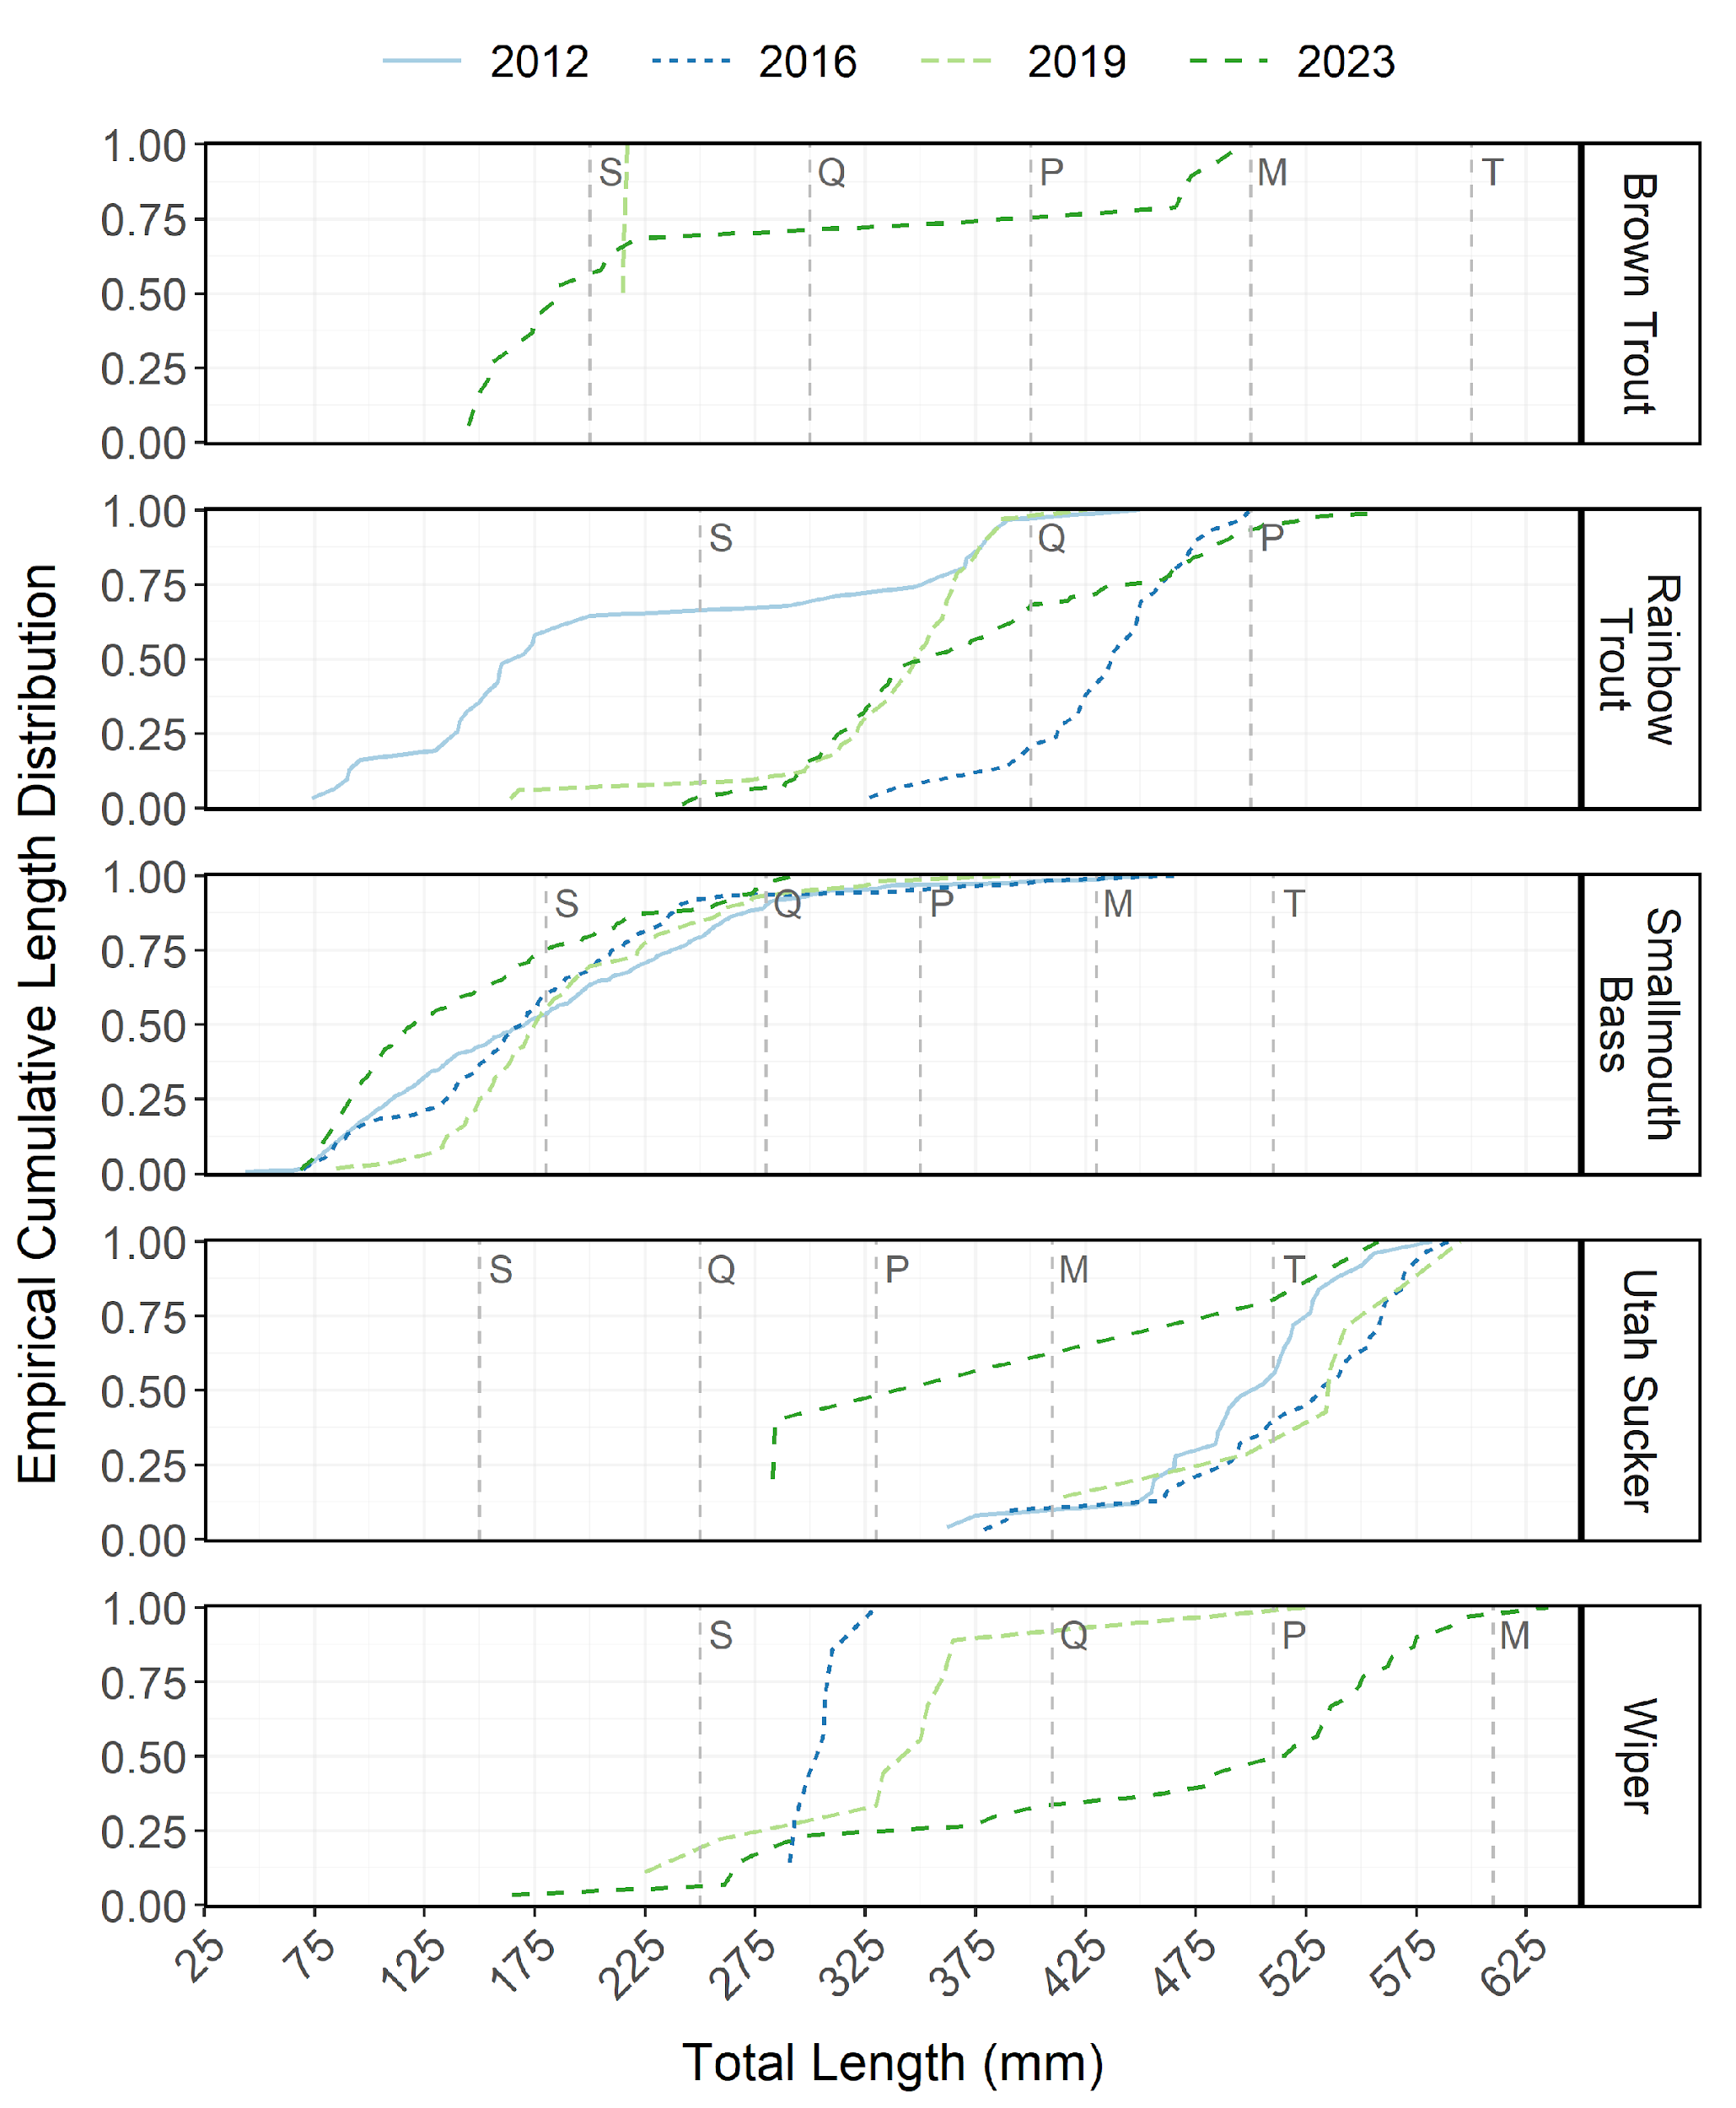 2012 2016 2019 2023
Empirical Cumulative Length Distribution
1.00
0.75
0.50
0.25
0.00
S Q P M T
Brown Trout
1.00
0.75
0.50
0.25
0.00
S Q P
Rainbow
Trout
1.00
0.75
0.50
0.25
0.00
S Q P M T
Smallmouth
Bass
1.00
0.75
0.50
0.25
0.00
S Q P M T
Utah Sucker
1.00
0.75
0.50
0.25
0.00
S Q P M
Wiper
25 75 125 175 225 275 325 375 425 475 525 575 625
Total Length (mm)